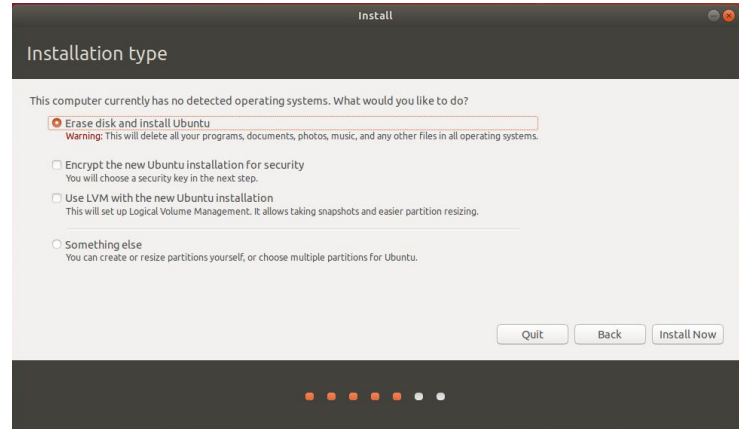 Install
Installation type
This computer currently has no detected operating systems. What would you like to do?
Erase disk and install Ubuntu
Warning: This will delete all your programs, documents, photos, music, and any other files in all operating systems.
Encrypt the new Ubuntu installation for security
You will choose a security key in the next step.
Use LVM with the new Ubuntu installation
This will set up Logical Volume Management. It allows taking snapshots and easier partition resizing.
Something else
You can create or resize partitions yourself, or choose multiple partitions for Ubuntu.
Quit Back Install Now